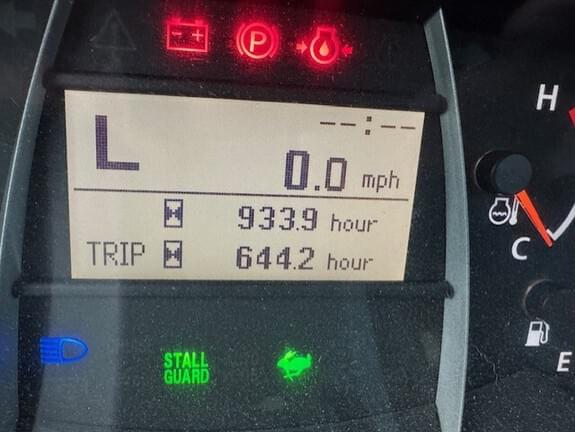 - +
P
L
--:--
0.0 mph
933.9 hour
TRIP 644.2 hour
STALL
GUARD
H
C
E